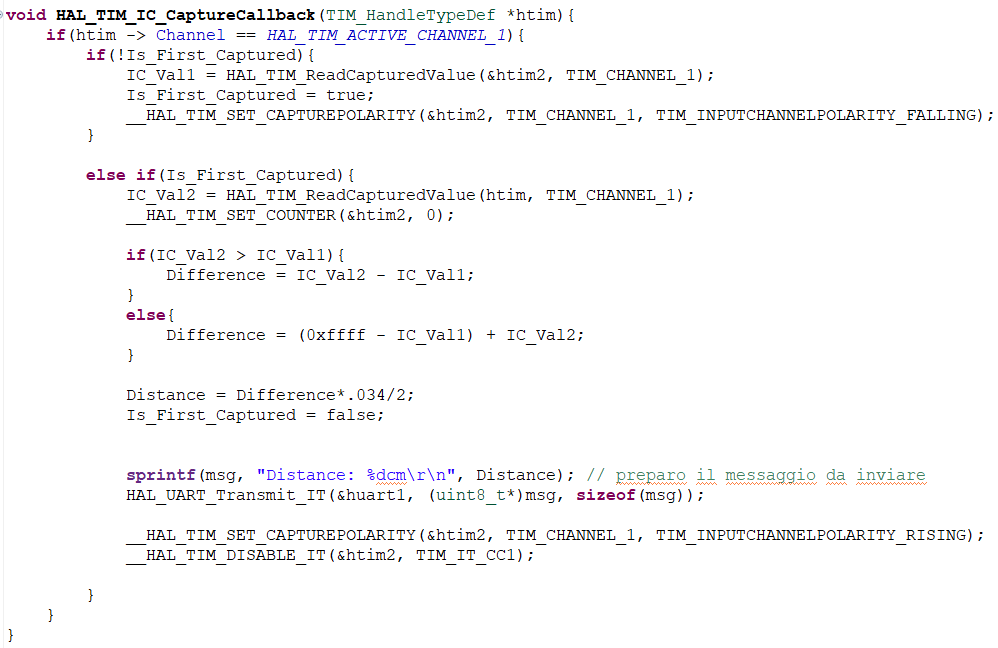 void HAL_TIM_IC_CaptureCallback(TIM_HandleTypeDef *htim){
    if(htim -> Channel == HAL_TIM_ACTIVE_CHANNEL_1){
        if(!Is_First_Captured){
            IC_Val1 = HAL_TIM_ReadCapturedValue(&htim2, TIM_CHANNEL_1);
            Is_First_Captured = true;
            __HAL_TIM_SET_CAPTUREPOLARITY(&htim2, TIM_CHANNEL_1, TIM_INPUTCHANNELPOLARITY_FALLING);
        }

        else if(Is_First_Captured){
            IC_Val2 = HAL_TIM_ReadCapturedValue(htim, TIM_CHANNEL_1);
            __HAL_TIM_SET_COUNTER(&htim2, 0);

            if(IC_Val2 > IC_Val1){
                Difference = IC_Val2 - IC_Val1;
            }
            else{
                Difference = (0xffff - IC_Val1) + IC_Val2;
            }

            Distance = Difference*.034/2;
            Is_First_Captured = false;


            sprintf(msg, "Distance: %dcm\r\n", Distance); // preparo il messaggio da inviare
            HAL_UART_Transmit_IT(&huart1, (uint8_t*)msg, sizeof(msg));

            __HAL_TIM_SET_CAPTUREPOLARITY(&htim2, TIM_CHANNEL_1, TIM_INPUTCHANNELPOLARITY_RISING);
            __HAL_TIM_DISABLE_IT(&htim2, TIM_IT_CC1);

        }
    }
}